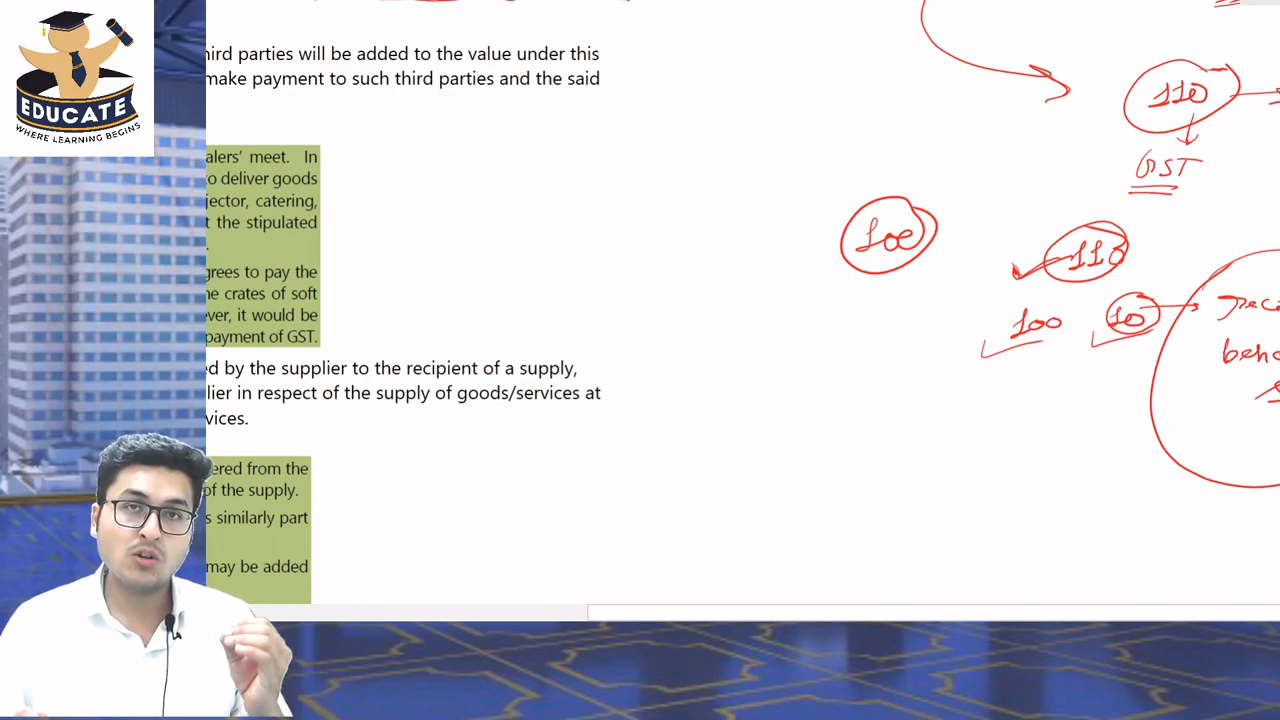 EDUCATE
WHERE LEARNING BEGINS
hird parties will be added to the value under this
make payment to such third parties and the said
alers' meet. In
o deliver goods
jector, catering,
t the stipulated
grees to pay the
ne crates of soft
ever, it would be
payment of GST.
ed by the supplier to the recipient of a supply,
lier in respect of the supply of goods/services at
vices.
ered from the
of the supply.
s similarly part
may be added
110
GST
100
110
100 10